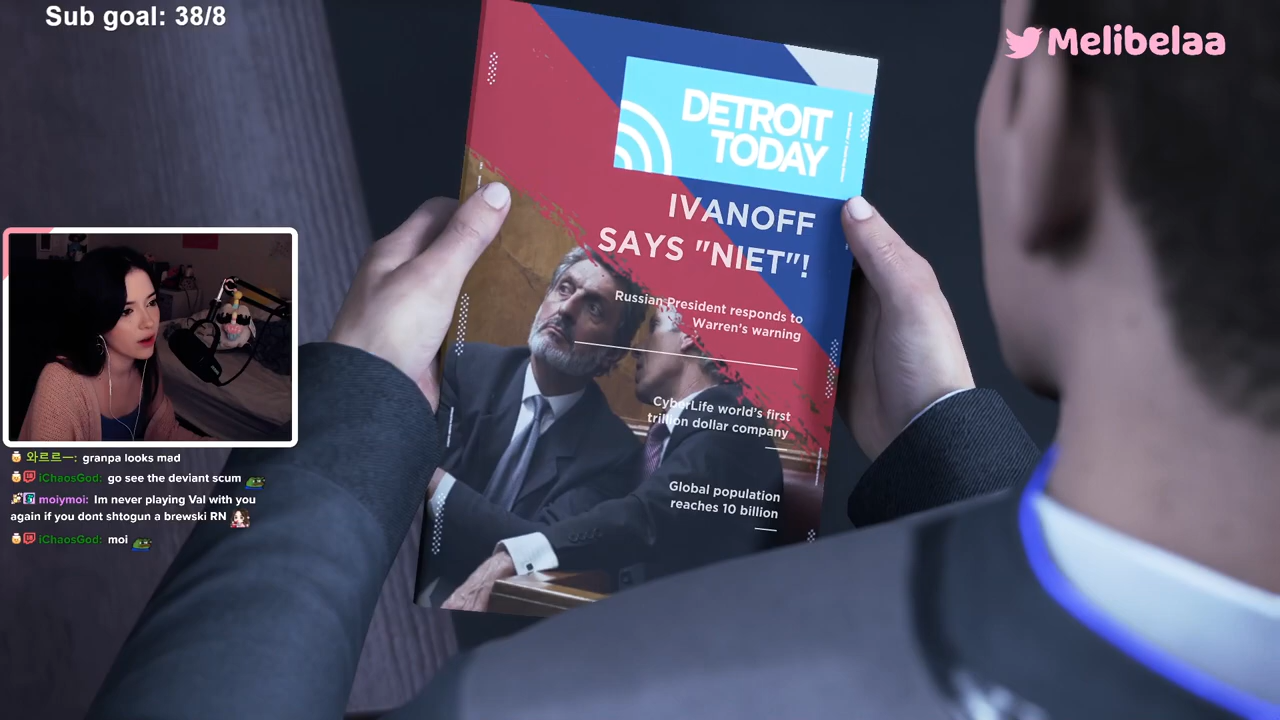 Sub goal: 38/8
Melibelaa
DETROIT
TODAY
IVANOFF
SAYS "NIET"!
Russian President responds to
Warren's warning
CyberLife world's first
trillion dollar company
Global population
reaches 10 billion
와르르一: granpa looks mad
iChaosGod: go see the deviant scum
moiymoi: Im never playing Val with you
again if you dont shtogun a brewski RN
iChaosGod: moi